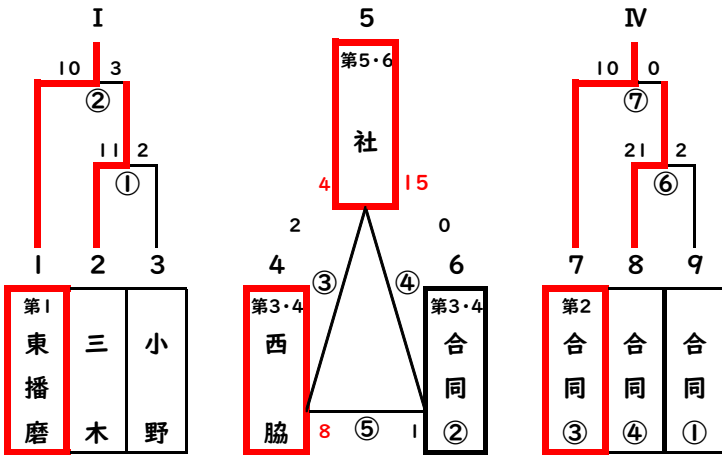 Ⅰ 5 Ⅳ
10 3
②
11 2
①
1 2 3
第1
東播磨
三木
小野
第5・6
社
4 15
2 0
4 ③ ④ 6
第3・4
西脇
第3・4
合同②
8 ⑤ 1
10 0
⑦
21 2
⑥
7 8 9
第2
合同③
合同④
合同①